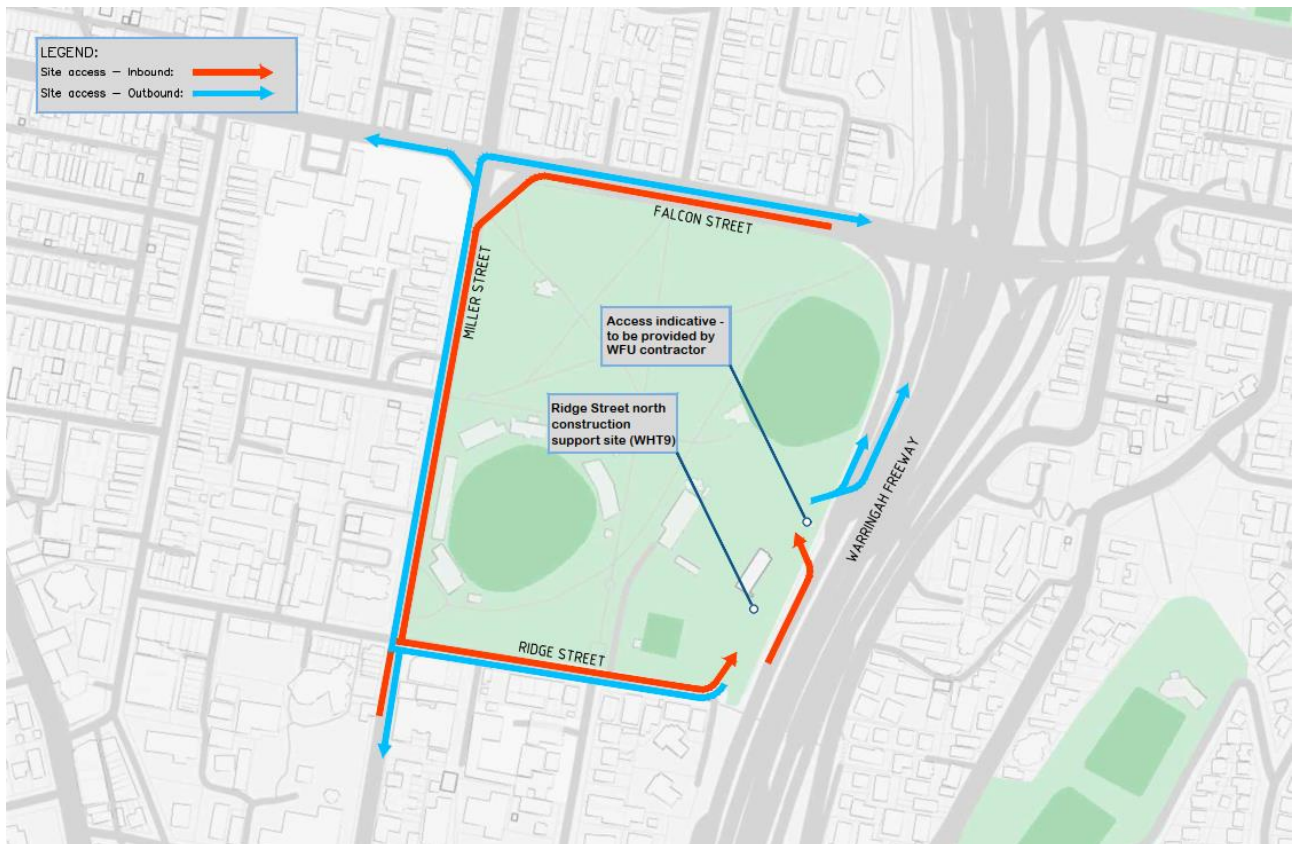 LEGEND:
Site access – Inbound:
Site access – Outbound:
FALCON STREET
MILLER STREET
Access indicative -
to be provided by
WFU contractor
Ridge Street north
construction
support site (WHT9)
WARRINGAH FREEWAY
RIDGE STREET